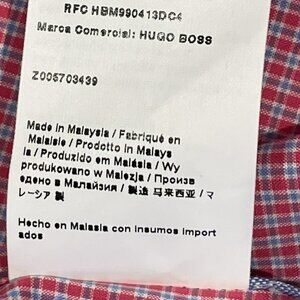 RFC HBM990413DC4
Marca Comercial: HUGO BOSS
Z005703439
Made in Malaysia / Fabriqué en
Malaisie / Prodotto in Malays
ia / Produzido em Malásia / Wy
produkowano w Malezja / Произв
едено в Малайзия / 製造 马来西亚 / マ
レーシア 製
Hecho en Malasia con insumos import
ados